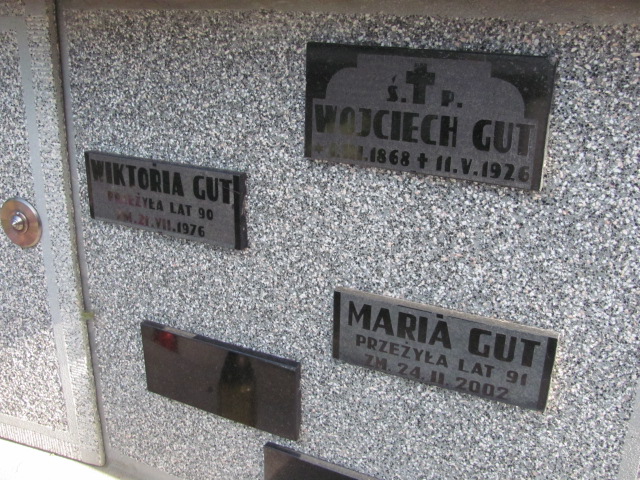 Ś. P.
WOJCIECH GUT
1868 + 11.V.1926
WIKTORIA GUT
PRZEŻYŁA LAT 90
ZM. 21.VII.1976
MARIA GUT
PRZEŻYŁA LAT 91
ZM. 24.II.2002